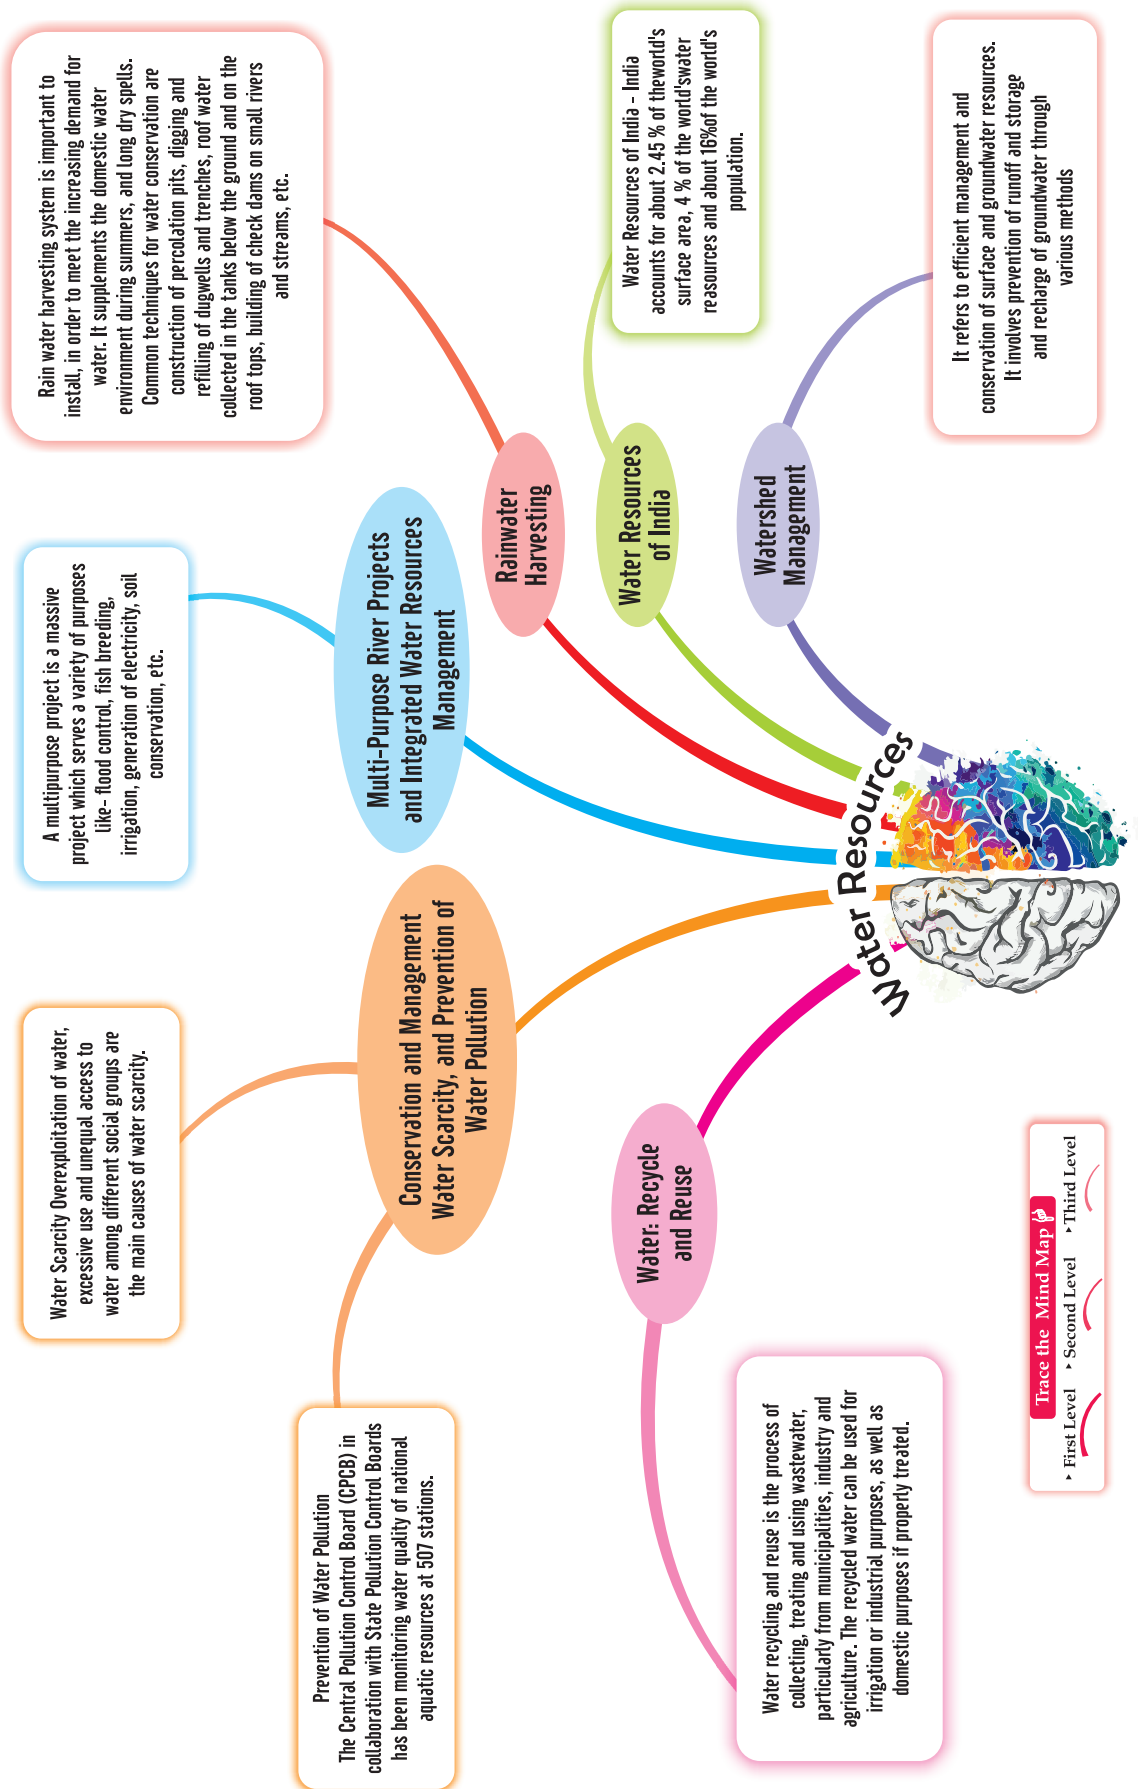 Water Resources
Water: Recycle
and Reuse
Water recycling and reuse is the process of
collecting, treating and using wastewater,
particularly from municipalities, industry and
agriculture. The recycled water can be used for
irrigation or industrial purposes, as well as
domestic purposes if properly treated.
Conservation and Management
Water Scarcity, and Prevention of
Water Pollution
Prevention of Water Pollution
The Central Pollution Control Board (CPCB) in
collaboration with State Pollution Control Boards
has been monitoring water quality of national
aquatic resources at 507 stations.
Water Scarcity Overexploitation of water,
excessive use and unequal access to
water among different social groups are
the main causes of water scarcity.
Multi-Purpose River Projects
and Integrated Water Resources
Management
A multipurpose project is a massive
project which serves a variety of purposes
like- flood control, fish breeding,
irrigation, generation of electricity, soil
conservation, etc.
Rainwater
Harvesting
Rain water harvesting system is important to
install, in order to meet the increasing demand for
water. It supplements the domestic water
environment during summers, and long dry spells.
Common techniques for water conservation are
construction of percolation pits, digging and
refilling of dugwells and trenches, roof water
collected in the tanks below the ground and on the
roof tops, building of check dams on small rivers
and streams, etc.
Water Resources
of India
Water Resources of India - India
accounts for about 2.45 % of theworld's
surface area, 4 % of the world'swater
reasources and about 16%of the world's
population.
Watershed
Management
It refers to efficient management and
conservation of surface and groundwater resources.
It involves prevention of runoff and storage
and recharge of groundwater through
various methods
Trace the Mind Map
▸ First Level ▸ Second Level ▸ Third Level